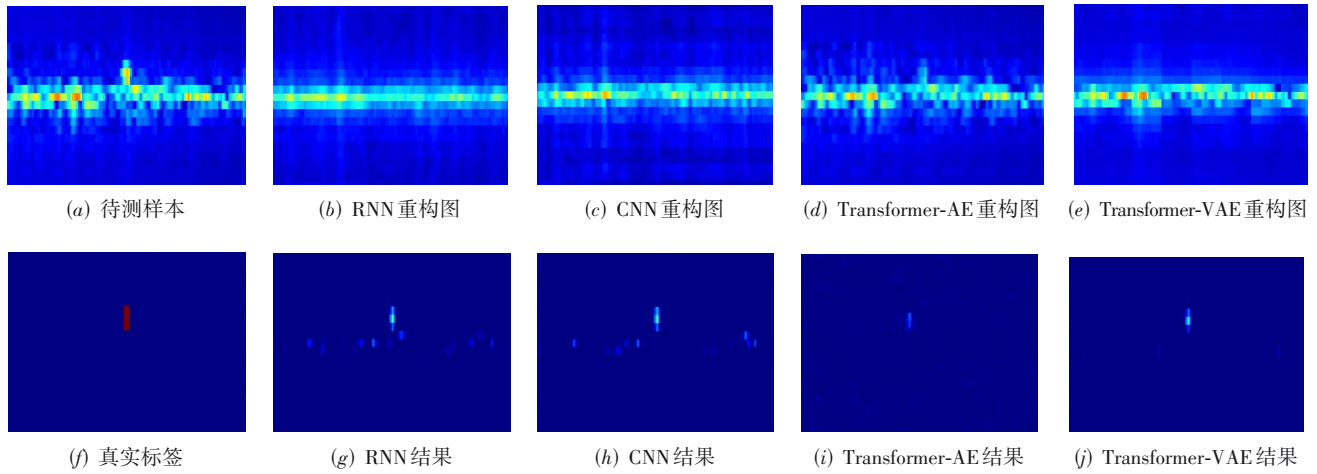 (a) 待测样本
(b) RNN重构图
(c) CNN重构图
(d) Transformer-AE重构图
(e) Transformer-VAE重构图
(f) 真实标签
(g) RNN结果
(h) CNN结果
(i) Transformer-AE结果
(j) Transformer-VAE结果